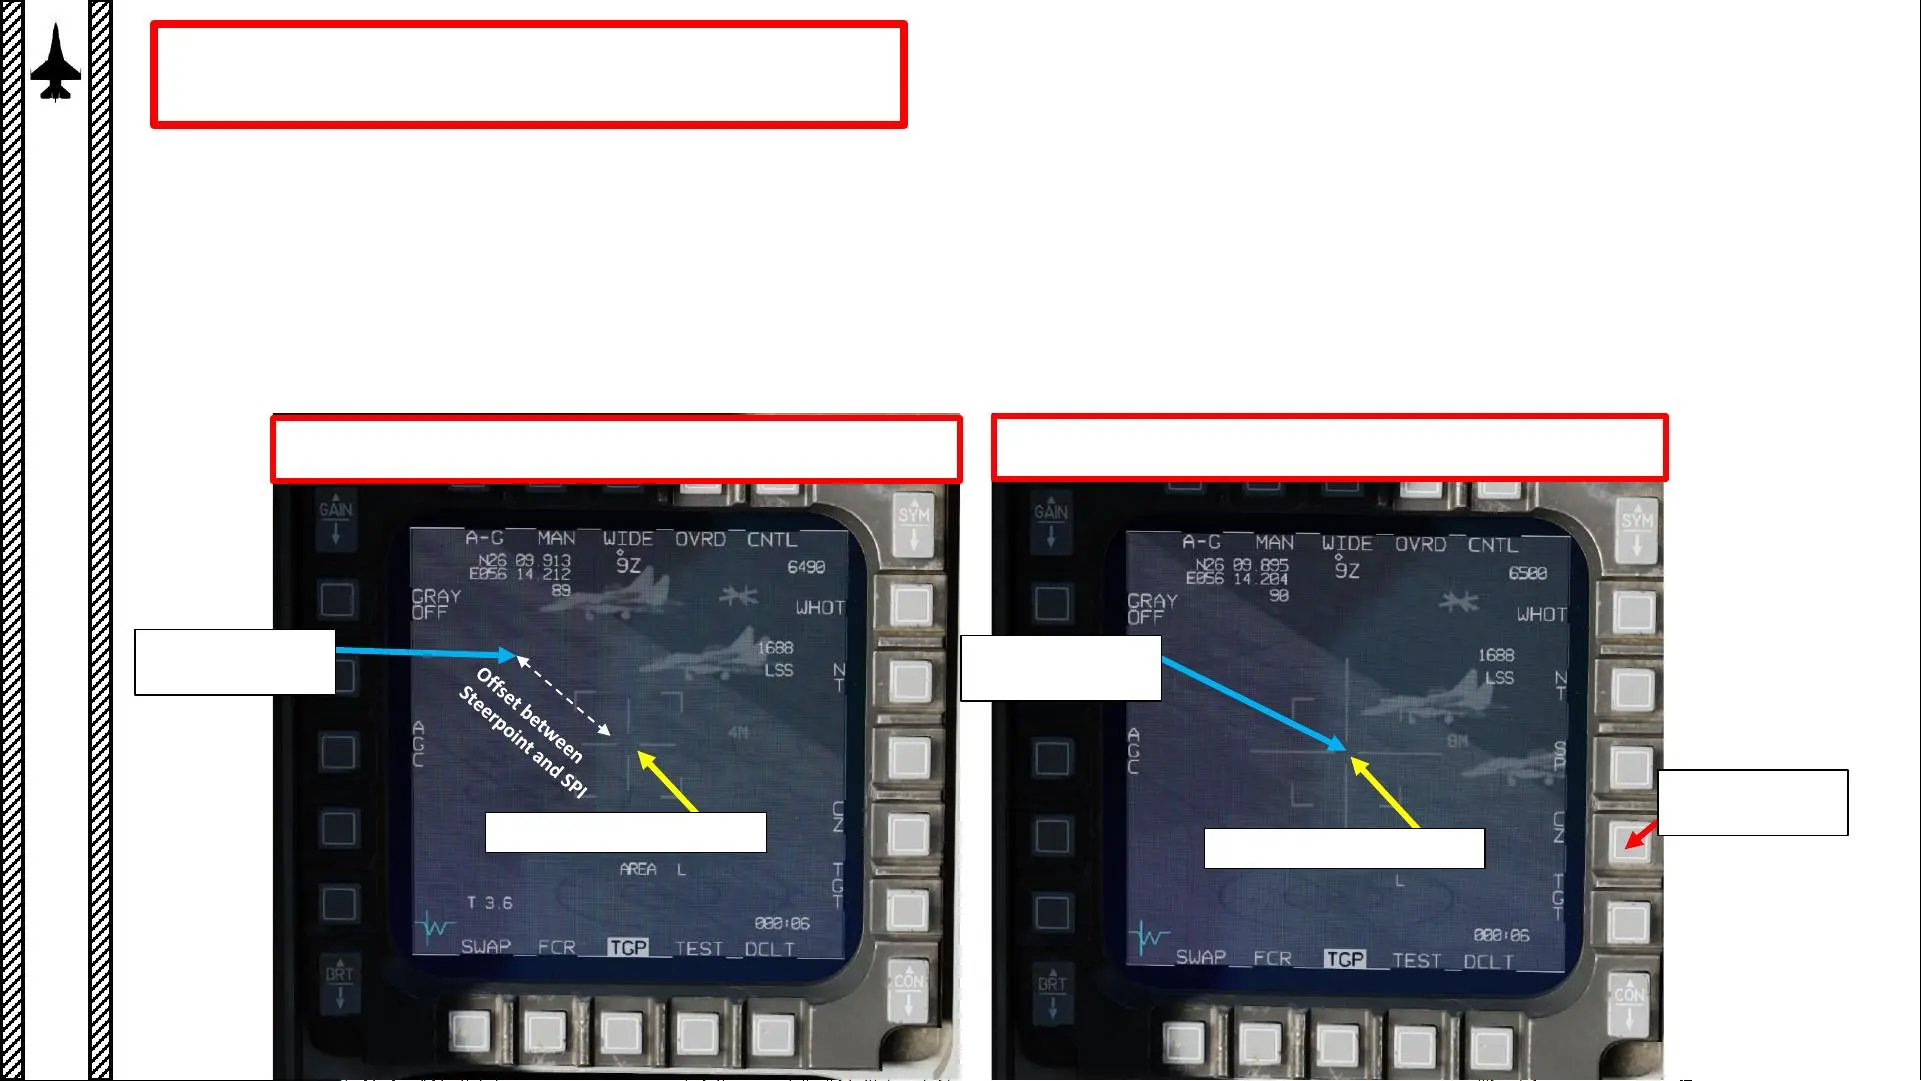 GAIN
SYM
A-G MAN WIDE OVRD CNTL
N26 09.913
E056 14.212
89
9Z
6490
GRAY
OFF
WHOT
1688
LSS
NT
Offset between
Steerpoint and SPI
AGC
4M
CZ
TGT
AREA L
T 3.6
000:06
SWAP FCR TGP TEST DCLT
BRT
CON
GAIN
SYM
A-G MAN WIDE OVRD CNTL
N26 09.895
E056 14.204
90
9Z
6500
GRAY
OFF
WHOT
1688
LSS
NT
AGC
8M
SP
CZ
TGT
L
000:06
SWAP FCR TGP TEST DCLT
BRT
CON